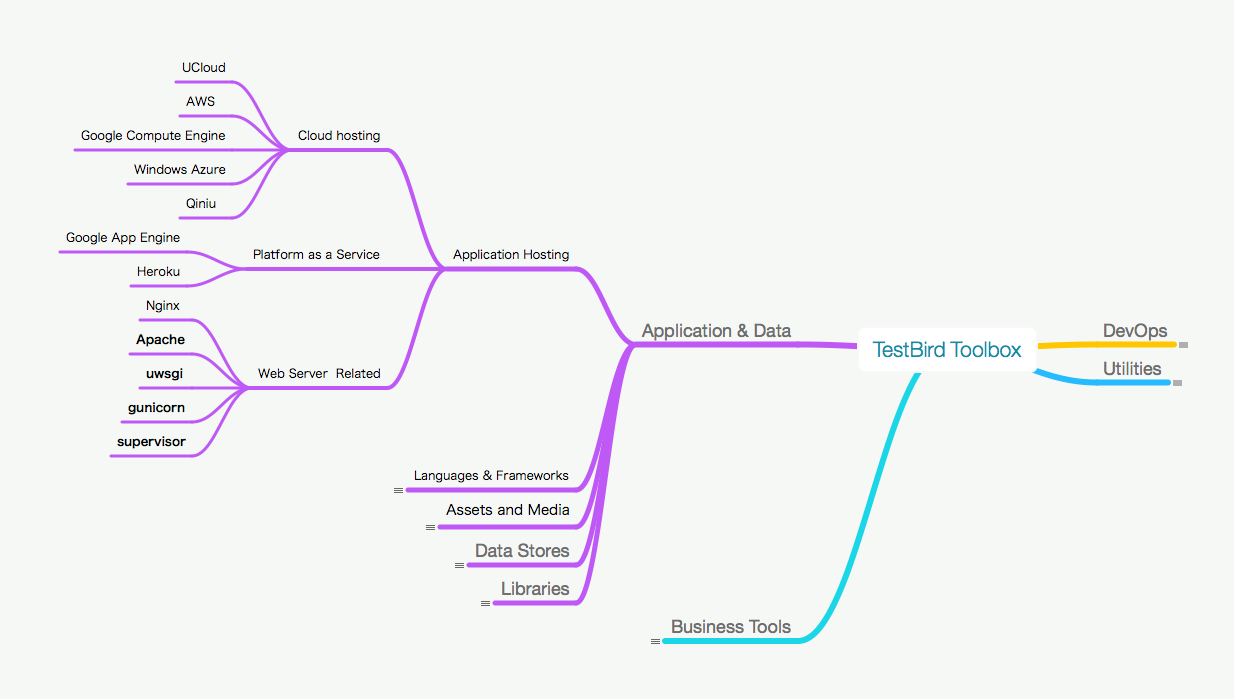 UCloud
AWS
Google Compute Engine
Windows Azure
Qiniu
Cloud hosting
Google App Engine
Heroku
Platform as a Service
Nginx
Apache
uwsgi
gunicorn
supervisor
Web Server  Related
Application Hosting
Languages & Frameworks
Assets and Media
Data Stores
Libraries
Application & Data
Business Tools
TestBird Toolbox
DevOps
Utilities